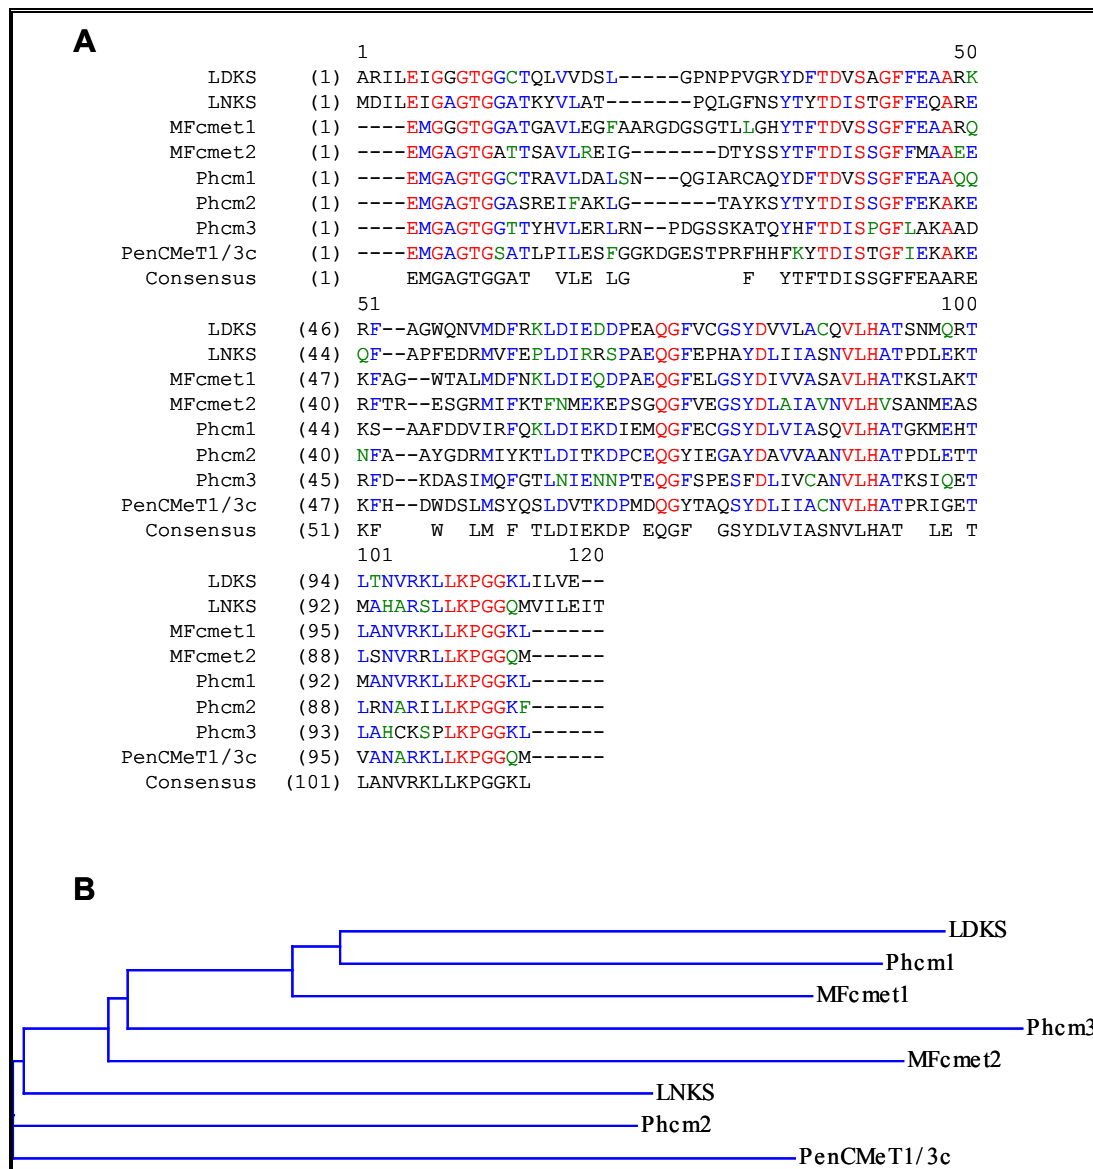 A
1 50
LDKS (1) ARILEIGGGTGGCTQLVVDSL-----GPNPPVGRYDFTDVSAGFFEAARK
LNKS (1) MDILEIGAGTGGATKYVLAT-------PQLGFNSYTYTDISTGFFEQARE
MFcmet1 (1) ----EMGGGTGGATGAVLEGFAARGDGSGTLLGHYTFTDVSSGFFEAARQ
MFcmet2 (1) ----EMGAGTGATTSAVLREIG-------DTYSSYTFTDISSGFFMAAEE
Phcm1 (1) ----EMGAGTGGCTRAVLDALSN---QGIARCAQYDFTDVSSGFFEAAQQ
Phcm2 (1) ----EMGAGTGGASREIFAKLG-------TAYKSYTYTDISSGFFEKAKE
Phcm3 (1) ----EMGAGTGGTTYHVLERLRN--PDGSSKATQYHFTDISPGFLAKAAD
PenCMeT1/3c (1) ----EMGAGTGSATLPILESFGGKDGESTPRFHHFKYTDISTGFIEKAKE
Consensus (1) EMGAGTGGAT VLE LG F YTFTDISSGFFEAARE
51 100
LDKS (46) RF--AGWQNVMDFRKLDIEDDPEAQGFVCGSYDVVLACQVLHATSNMQRT
LNKS (44) QF--APFEDRMVFEPLDIRRSPAEQGFEPHAYDLIIASNVLHATPDLEKT
MFcmet1 (47) KFAG--WTALMDFNKLDIEQDPAEQGFELGSYDIVVASAVLHATKSLAKT
MFcmet2 (40) RFTR--ESGRMIFKTFNMEKEPSGQGFVEGSYDLAIAVNVLHVSANMEAS
Phcm1 (44) KS--AAFDDVIRFQKLDIEKDIEMQGFECGSYDLVIASQVLHATGKMEHT
Phcm2 (40) NFA--AYGDRMIYKTLDITKDPCEQGYIEGAYDAVVAANVLHATPDLETT
Phcm3 (45) RFD--KDASIMQFGTLNIENNPTEQGFSPESFDLIVCANVLHATKSIQET
PenCMeT1/3c (47) KFH--DWDSLMSYQSLDVTKDPMDQGYTAQSYDLIIACNVLHATPRIGET
Consensus (51) KF W LM F TLDIEKDP EQGF GSYDLVIASNVLHAT LE T
101 120
LDKS (94) LTNVRKLLKPGGKLILVE--
LNKS (92) MAHARSLLKPGGQMVILEIT
MFcmet1 (95) LANVRKLLKPGGKL------
MFcmet2 (88) LSNVRRLLKPGGQM------
Phcm1 (92) MANVRKLLKPGGKL------
Phcm2 (88) LRNARILLKPGGKF------
Phcm3 (93) LAHCKSPLKPGGKL------
PenCMeT1/3c (95) VANARKLLKPGGQM------
Consensus (101) LANVRKLLKPGGKL
B
LDKS
Phcm1
MFcmet1
Phcm3
MFcmet2
LNKS
Phcm2
PenCMeT1/3c